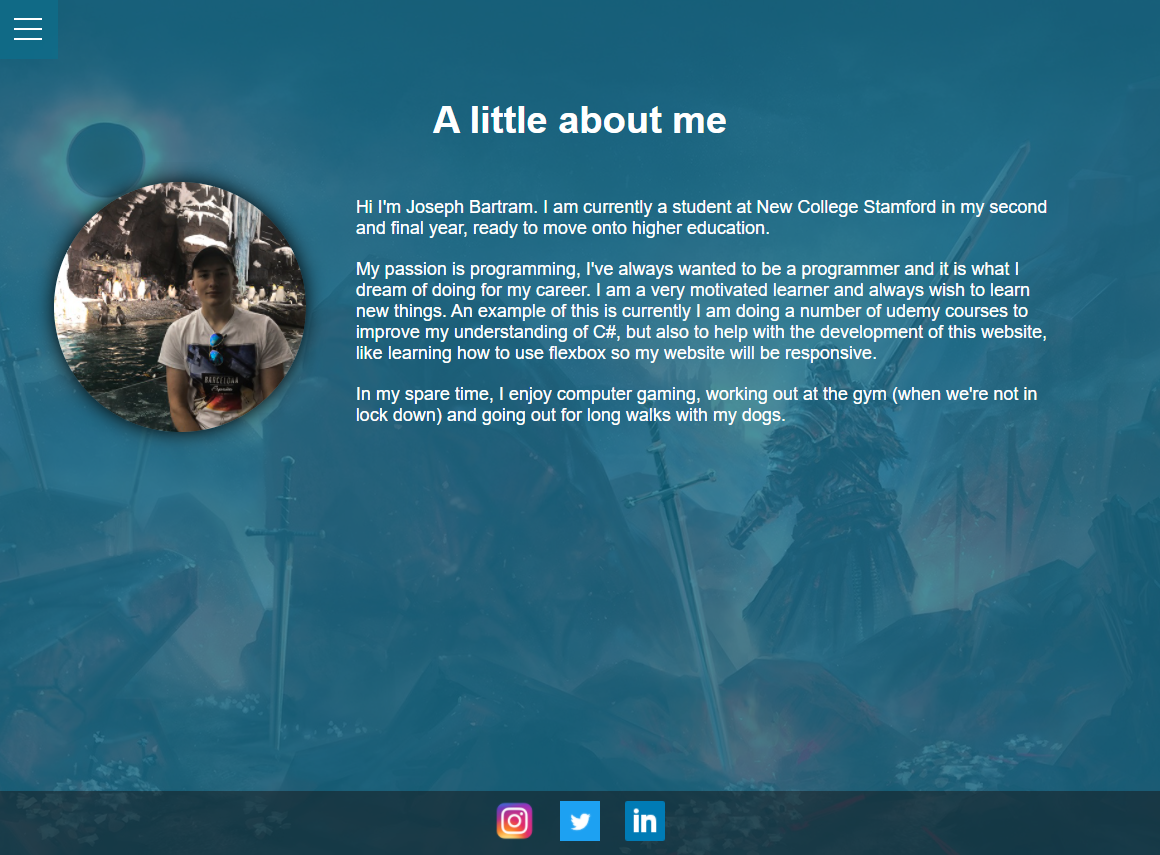 A little about me
Hi I'm Joseph Bartram. I am currently a student at New College Stamford in my second
and final year, ready to move onto higher education.
My passion is programming, I've always wanted to be a programmer and it is what I
dream of doing for my career. I am a very motivated learner and always wish to learn
new things. An example of this is currently I am doing a number of udemy courses to
improve my understanding of C#, but also to help with the development of this website,
like learning how to use flexbox so my website will be responsive.
BARCELONA
In my spare time, I enjoy computer gaming, working out at the gym (when we're not in
lock down) and going out for long walks with my dogs.
in